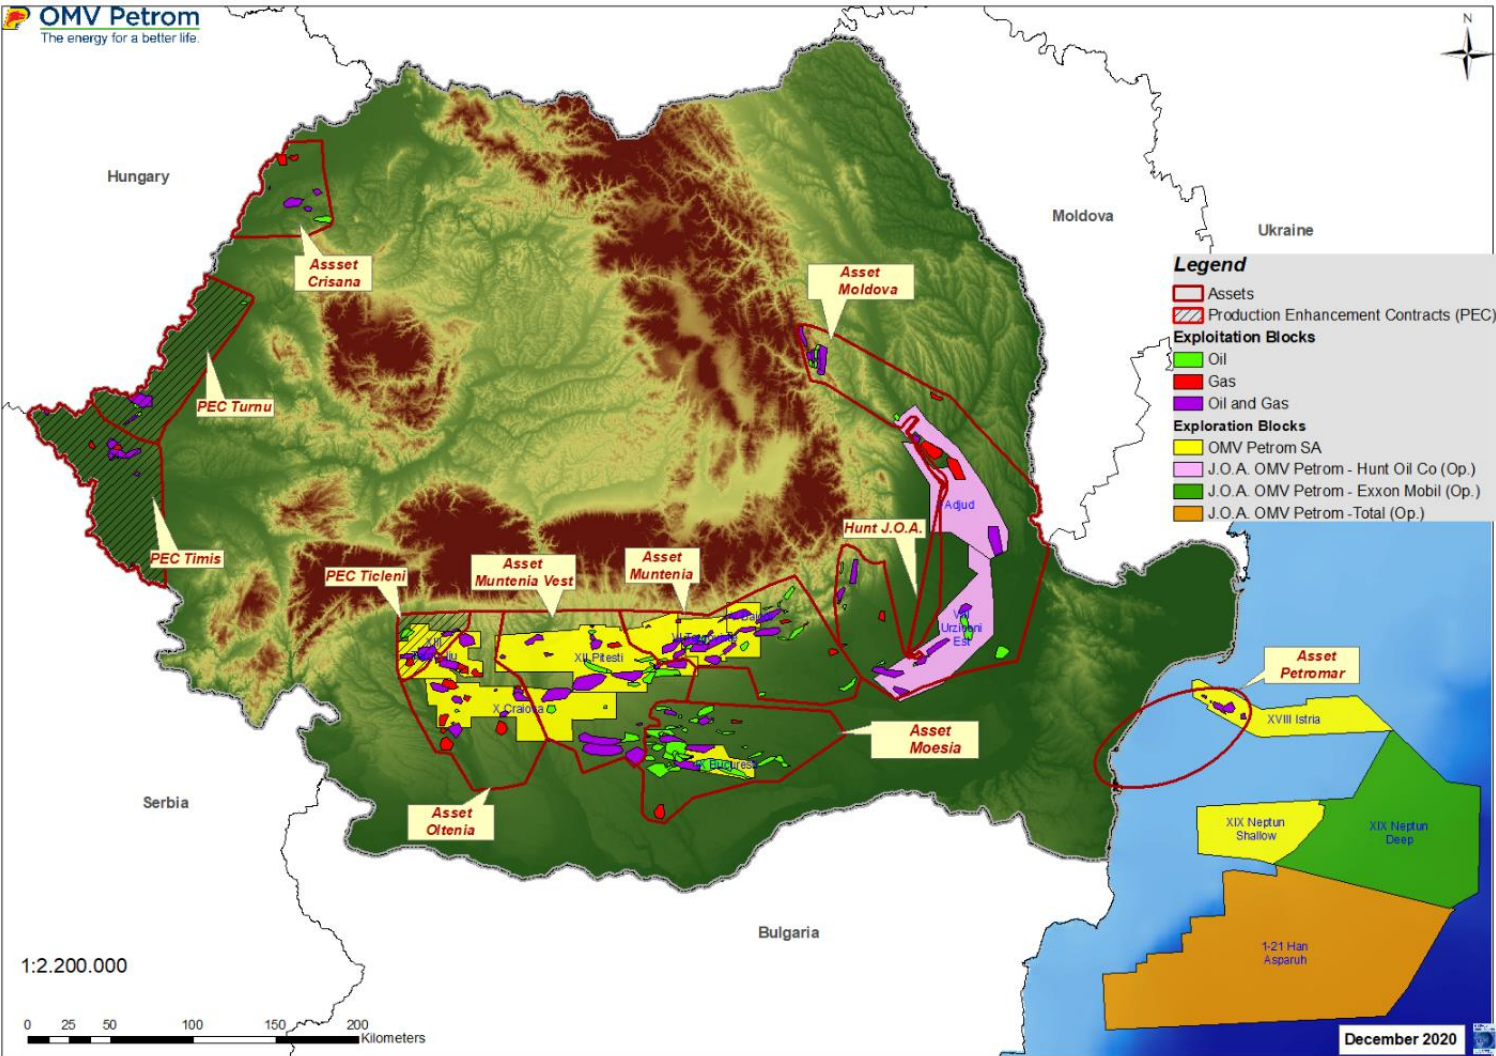 OMV Petrom
The energy for a better life.
N
Hungary
Moldova
Ukraine
Serbia
Bulgaria
Assset
Crisana
PEC Turnu
PEC Timis
PEC Ticleni
Asset
Muntenia Vest
Asset
Muntenia
Asset
Moldova
Hunt J.O.A.
Adjud
Urziceni
Est
XIII
XII Pitesti
X Craiova
Asset
Oltenia
Asset
Moesia
Asset
Petromar
XVIII Istria
XIX Neptun
Shallow
XIX Neptun
Deep
1-21 Han
Asparuh
Legend
Assets
Production Enhancement Contracts (PEC)
Exploitation Blocks
Oil
Gas
Oil and Gas
Exploration Blocks
OMV Petrom SA
J.O.A. OMV Petrom - Hunt Oil Co (Op.)
J.O.A. OMV Petrom - Exxon Mobil (Op.)
J.O.A. OMV Petrom -Total (Op.)
1:2.200.000
0 25 50 100 150 200
Kilometers
December 2020